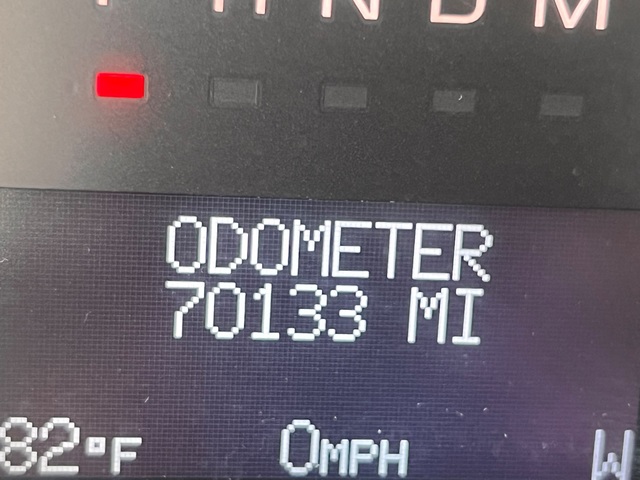 P R N D M
ODOMETER
70133 MI
82°F 0MPH W